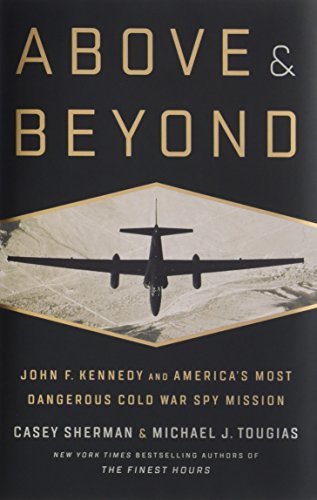 ABOVE &
BEYOND
JOHN F. KENNEDY AND AMERICA'S MOST
DANGEROUS COLD WAR SPY MISSION
CASEY SHERMAN & MICHAEL J. TOUGIAS
NEW YORK TIMES BESTSELLING AUTHORS OF
THE FINEST HOURS